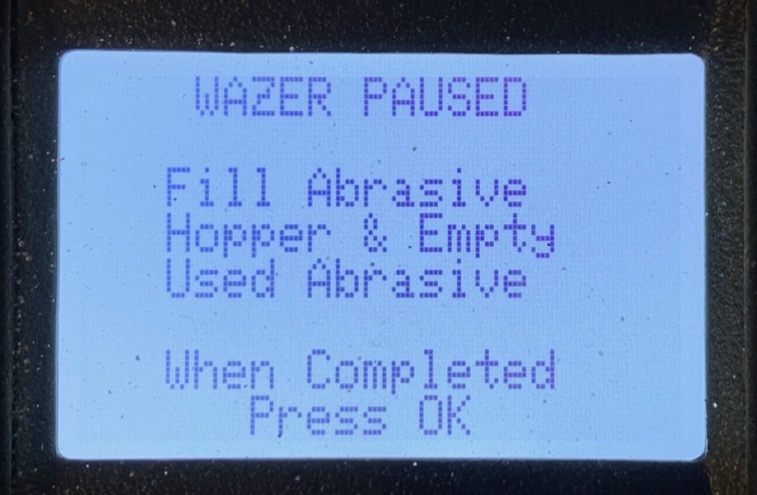 WAZER PAUSED
Fill Abrasive
Hopper & Empty
Used Abrasive
When Completed
Press OK